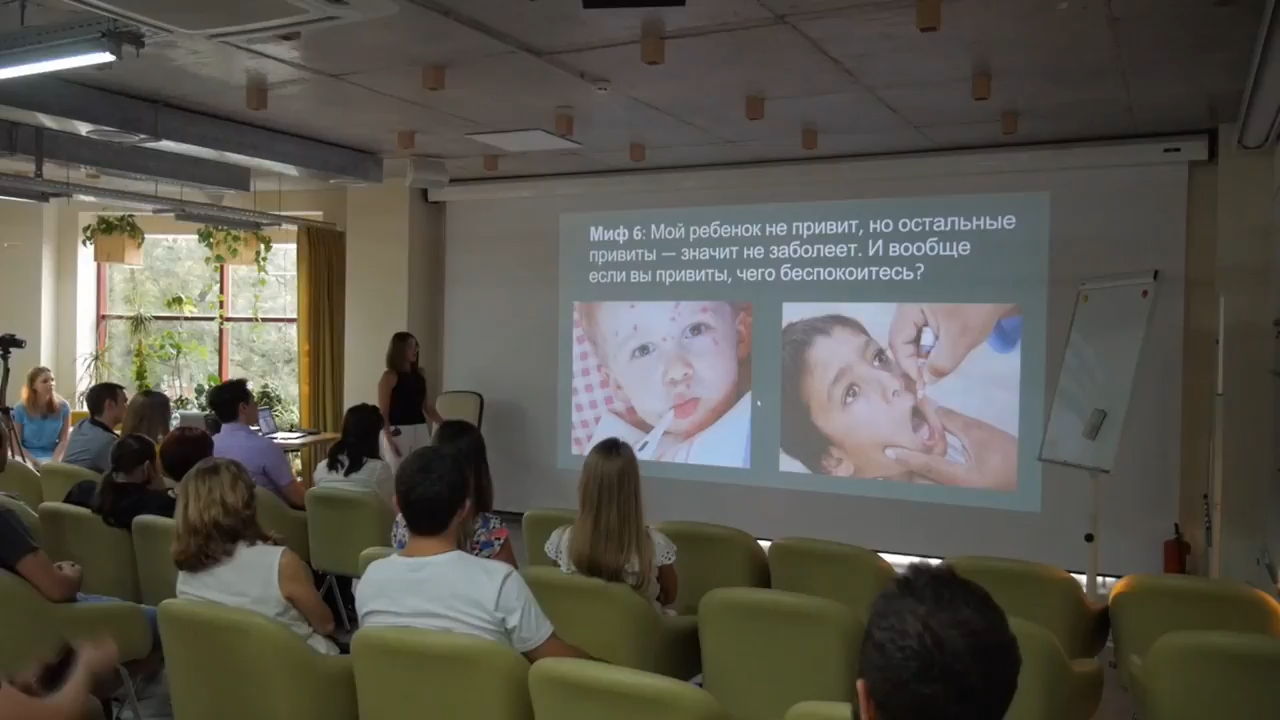 Миф 6: Мой ребенок не привит, но остальные
привиты — значит не заболеет. И вообще
если вы привиты, чего беспокоитесь?